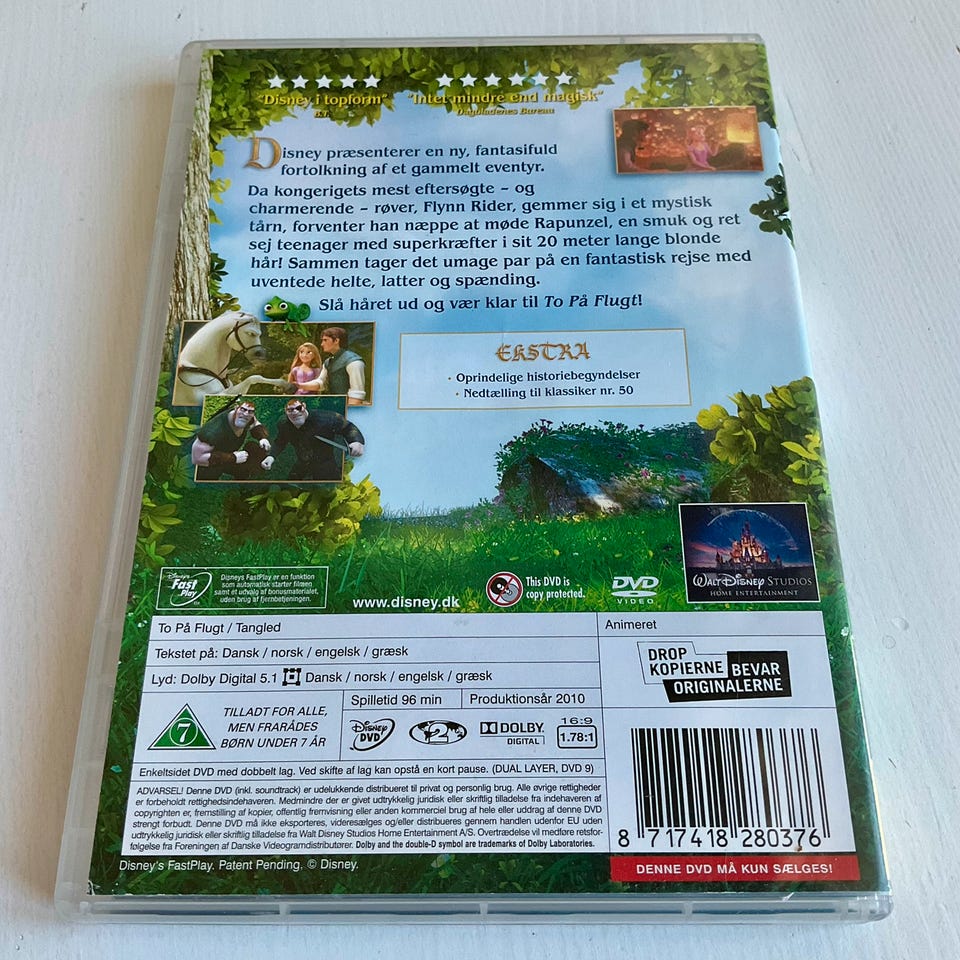 "Disney i topform" "Intet mindre end magisk"
B.T. Dagbladenes Bureau
Disney præsenterer en ny, fantasifuld
fortolkning af et gammelt eventyr.
Da kongerigets mest eftersøgte – og
charmerende – røver, Flynn Rider, gemmer sig i et mystisk
tårn, forventer han næppe at møde Rapunzel, en smuk og ret
sej teenager med superkræfter i sit 20 meter lange blonde
hår! Sammen tager det umage par på en fantastisk rejse med
uventede helte, latter og spænding.
Slå håret ud og vær klar til To På Flugt!
EKSTRA
· Oprindelige historiebegyndelser
· Nedtælling til klassiker nr. 50
WALT DISNEY STUDIOS
HOME ENTERTAINMENT
Disney's
Fast
Play
Disneys FastPlay er en funktion
som automatisk starter filmen
samt et udvalg af bonusmaterialet,
uden brug af fjernbetjeningen.
www.disney.dk
This DVD is
copy protected.
DVD
VIDEO
To På Flugt / Tangled
Animeret
Tekstet på: Dansk / norsk / engelsk / græsk
Lyd: Dolby Digital 5.1 Dansk / norsk / engelsk / græsk
DROP
KOPIERNE
BEVAR
ORIGINALERNE
7
TILLADT FOR ALLE,
MEN FRARÅDES
BØRN UNDER 7 ÅR
Spilletid 96 min
Produktionsår 2010
Disney
DVD
2
DOLBY
DIGITAL
16:9
1.78:1
Enkeltsidet DVD med dobbelt lag. Ved skifte af lag kan opstå en kort pause. (DUAL LAYER, DVD 9)
ADVARSEL! Denne DVD (inkl. soundtrack) er udelukkende distribueret til privat og personlig brug. Alle øvrige rettigheder
er forbeholdt rettighedsindehaveren. Medmindre der er givet udtrykkelig juridisk eller skriftlig tilladelse fra indehaveren af
copyrighten er, fremstilling af kopier, offentlig fremvisning eller anden kommerciel brug af hele eller uddrag af denne DVD
strengt forbudt. Denne DVD må ikke eksporteres, videresælges og/eller distribueres gennem handlen udenfor EU uden
udtrykkelig juridisk eller skriftlig tilladelse fra Walt Disney Studios Home Entertainment A/S. Overtrædelse vil medføre retsfor-
følgelse fra Foreningen af Danske Videogramdistributører. Dolby and the double-D symbol are trademarks of Dolby Laboratories.
8 717418 280376
Disney's FastPlay. Patent Pending. © Disney.
DENNE DVD MÅ KUN SÆLGES!